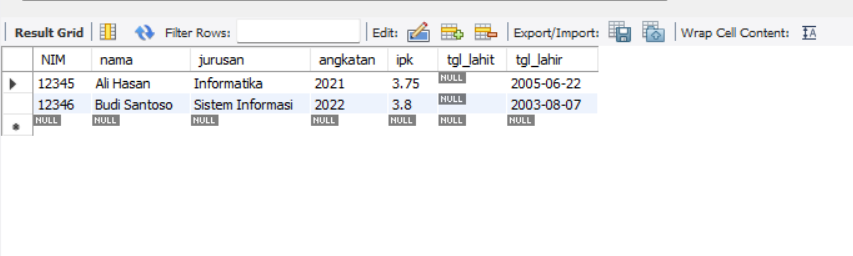 Result Grid Filter Rows: Edit: Export/Import: Wrap Cell Content: IA
NIM nama jurusan angkatan ipk tgl_lahit tgl_lahir
12345 Ali Hasan Informatika 2021 3.75 NULL 2005-06-22
12346 Budi Santoso Sistem Informasi 2022 3.8 NULL 2003-08-07
NULL NULL NULL NULL NULL NULL NULL